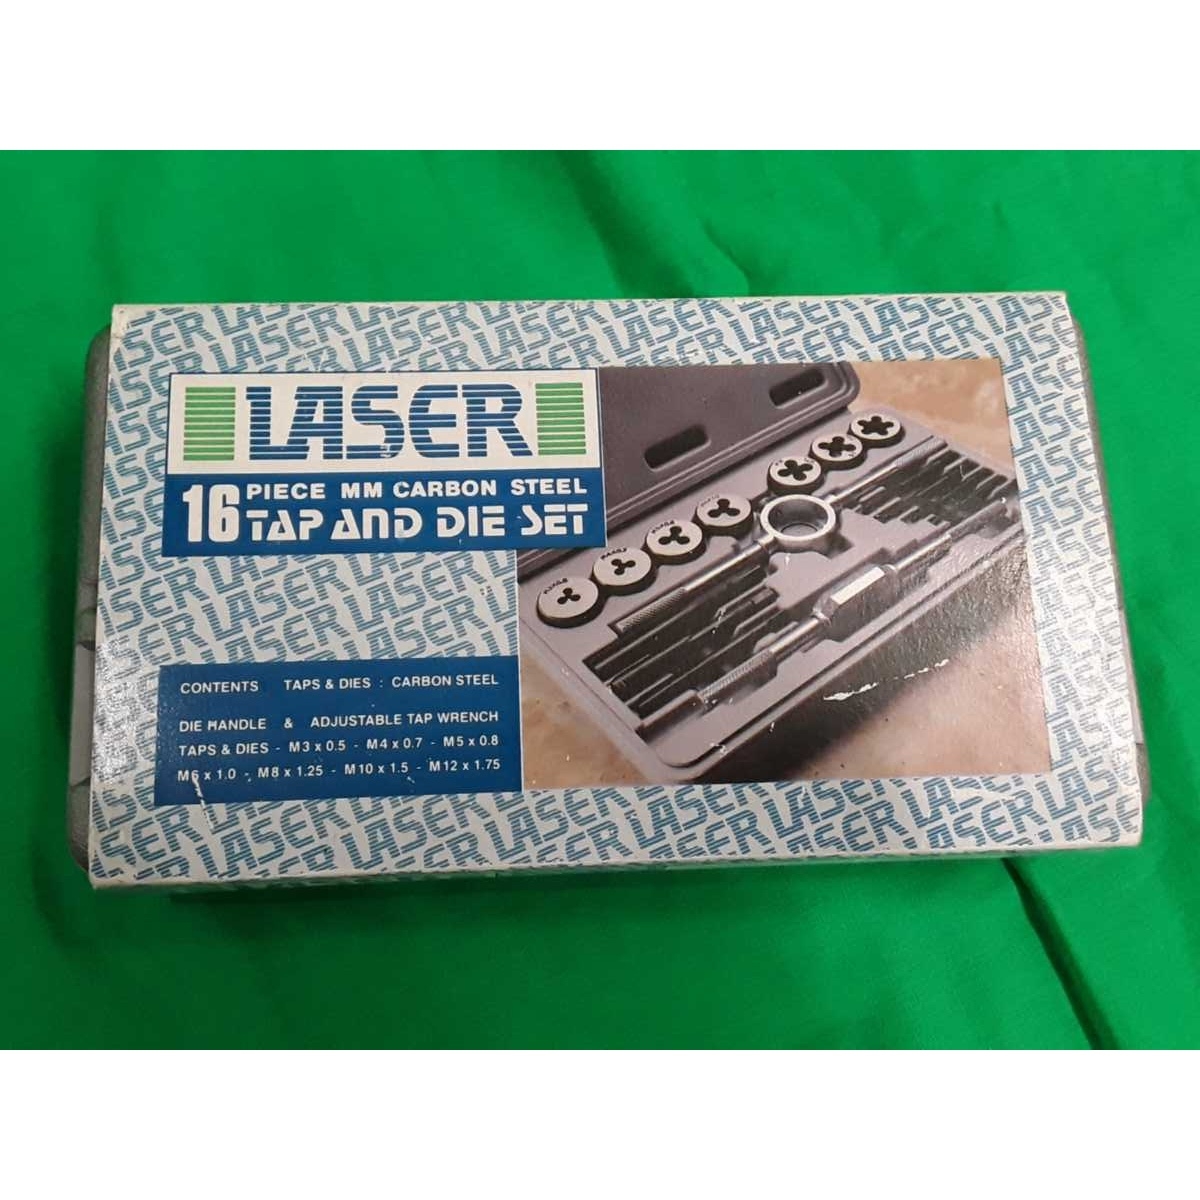 LASER
16 PIECE MM CARBON STEEL
TAP AND DIE SET
CONTENTS TAPS & DIES : CARBON STEEL
DIE HANDLE & ADJUSTABLE TAP WRENCH
TAPS & DIES - M3 x 0.5 - M4 x 0.7 - M5 x 0.8
M6 x 1.0 - M8 x 1.25 - M10 x 1.5 - M12 x 1.75